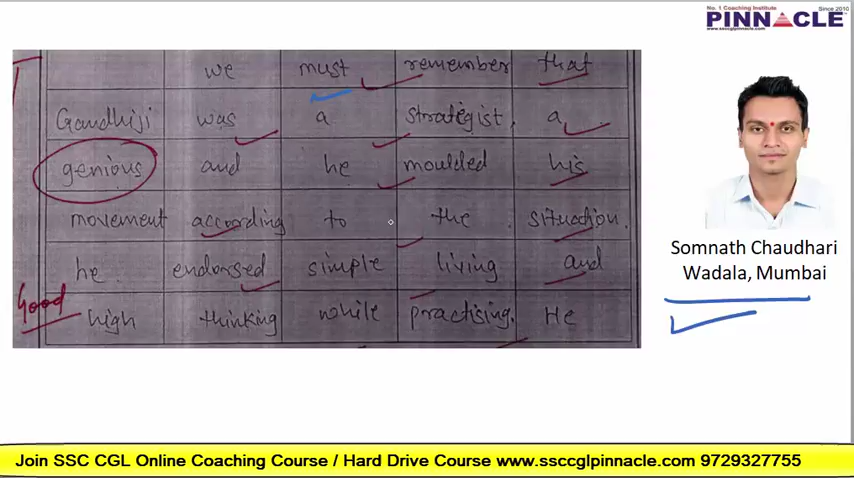 No. 1 Coaching Institute
Since 2010
PINNACLE
www.ssccglpinnacle.com
we must remember that
Gandhiji was a strategist, a
genious and he moulded his
movement according to the situation.
he endorsed simple living and
Good
high thinking while practising. He
Somnath Chaudhari
Wadala, Mumbai
Join SSC CGL Online Coaching Course / Hard Drive Course www.ssccglpinnacle.com 9729327755